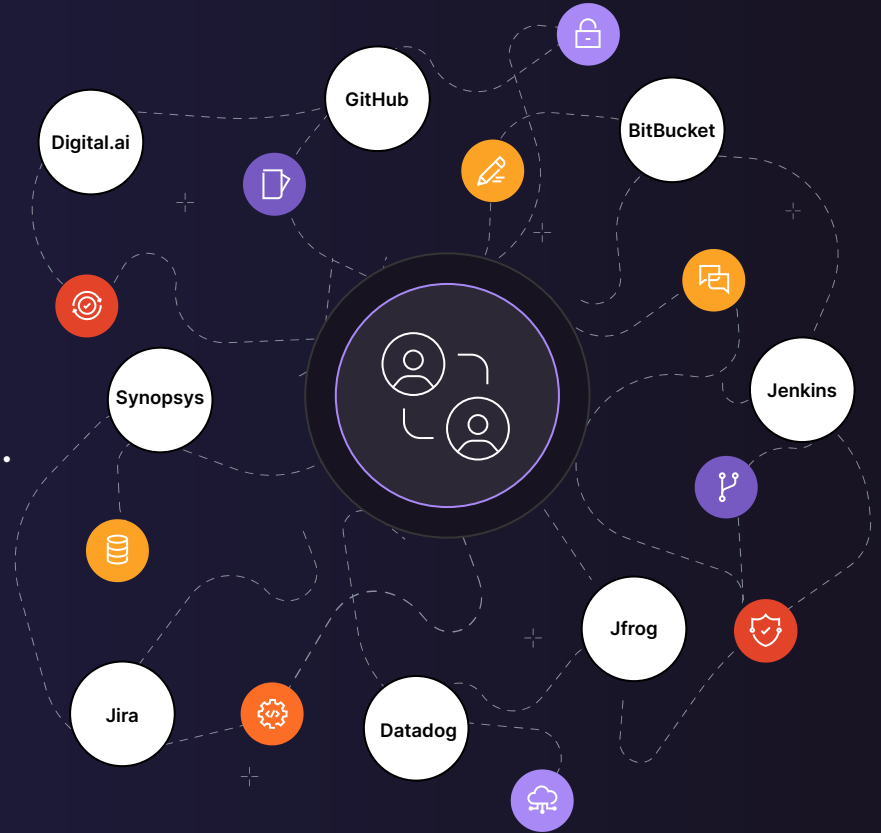 GitHub
BitBucket
Digital.ai
Synopsys
Jenkins
Jfrog
Jira
Datadog